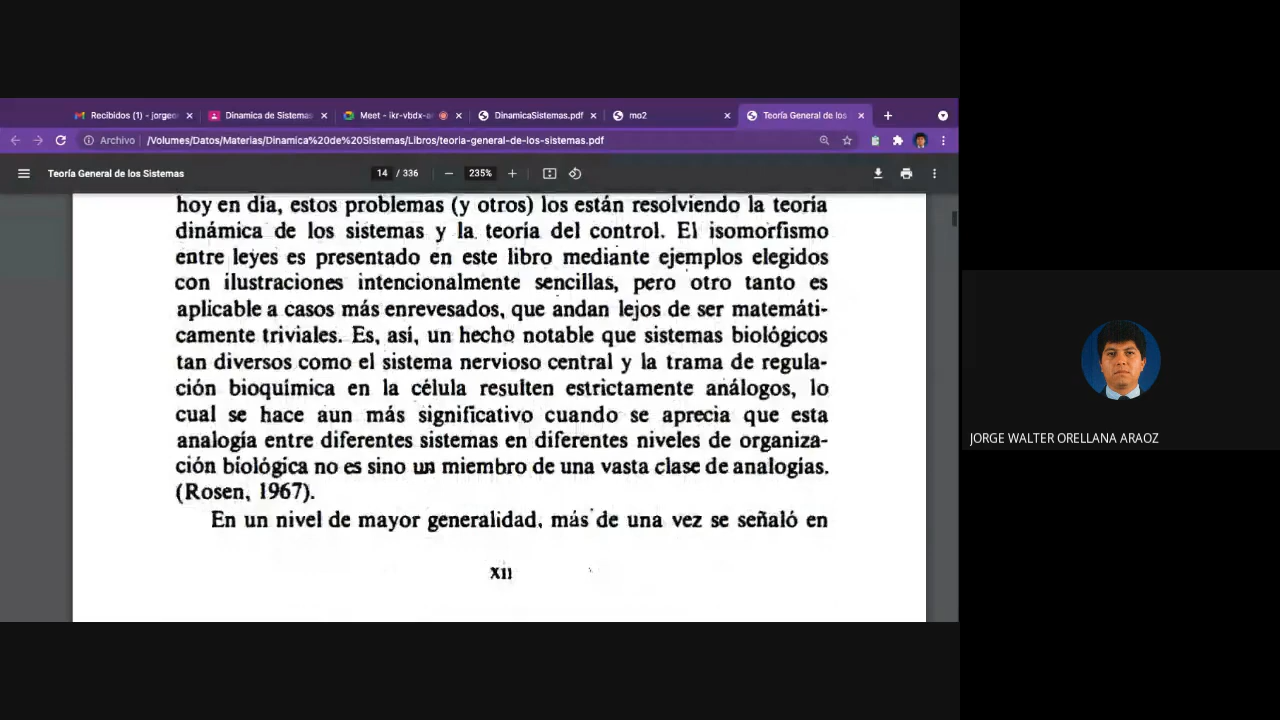 Recibidos (1) - jorgeo
Dinamica de Sistemas
Meet - ikr-vbdx-a
DinamicaSistemas.pdf
mo2
Teoría General de los
Archivo
/Volumes/Datos/Materias/Dinamica%20de%20Sistemas/Libros/teoria-general-de-los-sistemas.pdf
Teoría General de los Sistemas
14 / 336
235%
hoy en día, estos problemas (y otros) los están resolviendo la teoría
dinámica de los sistemas y la teoría del control. El isomorfismo
entre leyes es presentado en este libro mediante ejemplos elegidos
con ilustraciones intencionalmente sencillas, pero otro tanto es
aplicable a casos más enrevesados, que andan lejos de ser matemáti-
camente triviales. Es, así, un hecho notable que sistemas biológicos
tan diversos como el sistema nervioso central y la trama de regula-
ción bioquímica en la célula resulten estrictamente análogos, lo
cual se hace aun más significativo cuando se aprecia que esta
analogía entre diferentes sistemas en diferentes niveles de organiza-
ción biológica no es sino un miembro de una vasta clase de analogías.
(Rosen, 1967).
En un nivel de mayor generalidad, más de una vez se señaló en
XII
JORGE WALTER ORELLANA ARAOZ